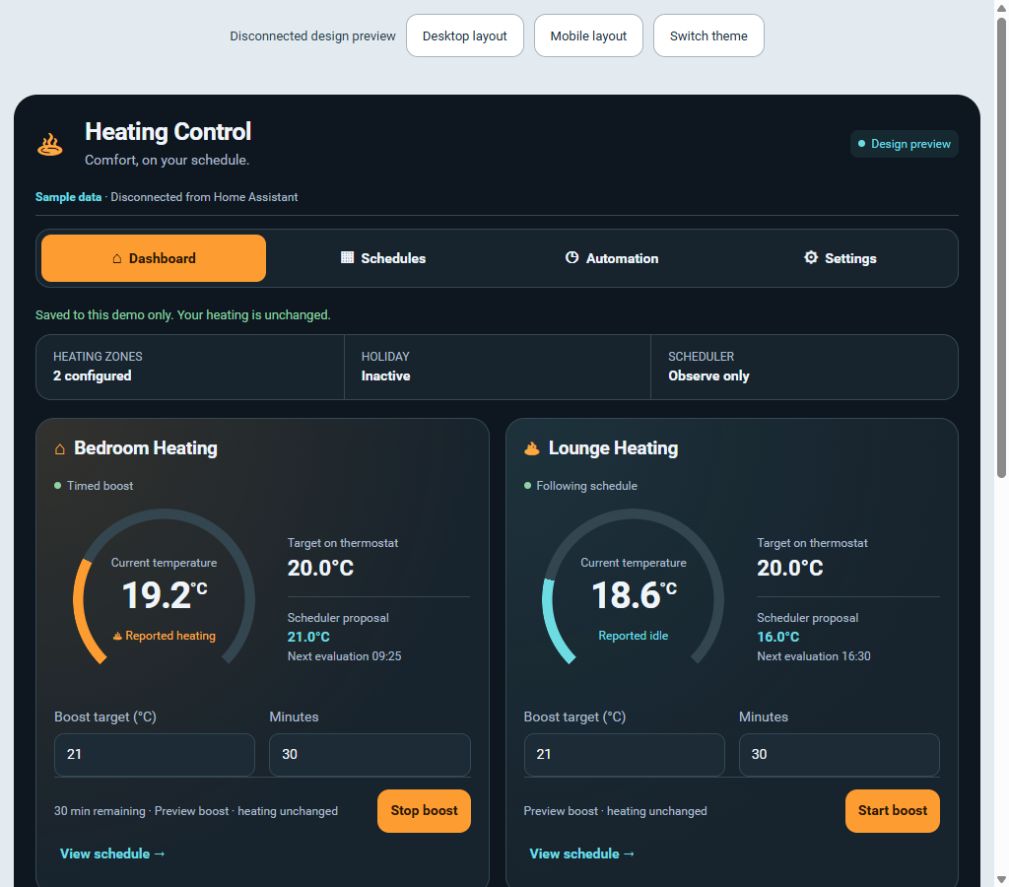 Disconnected design preview
Desktop layout
Mobile layout
Switch theme
Heating Control
Comfort, on your schedule.
Design preview
Sample data · Disconnected from Home Assistant
Dashboard
Schedules
Automation
Settings
Saved to this demo only. Your heating is unchanged.
HEATING ZONES
2 configured
HOLIDAY
Inactive
SCHEDULER
Observe only
Bedroom Heating
Timed boost
Current temperature
19.2°C
Reported heating
Target on thermostat
20.0°C
Scheduler proposal
21.0°C
Next evaluation 09:25
Boost target (°C)
21
Minutes
30
30 min remaining · Preview boost · heating unchanged
Stop boost
View schedule →
Lounge Heating
Following schedule
Current temperature
18.6°C
Reported idle
Target on thermostat
20.0°C
Scheduler proposal
16.0°C
Next evaluation 16:30
Boost target (°C)
21
Minutes
30
Preview boost · heating unchanged
Start boost
View schedule →